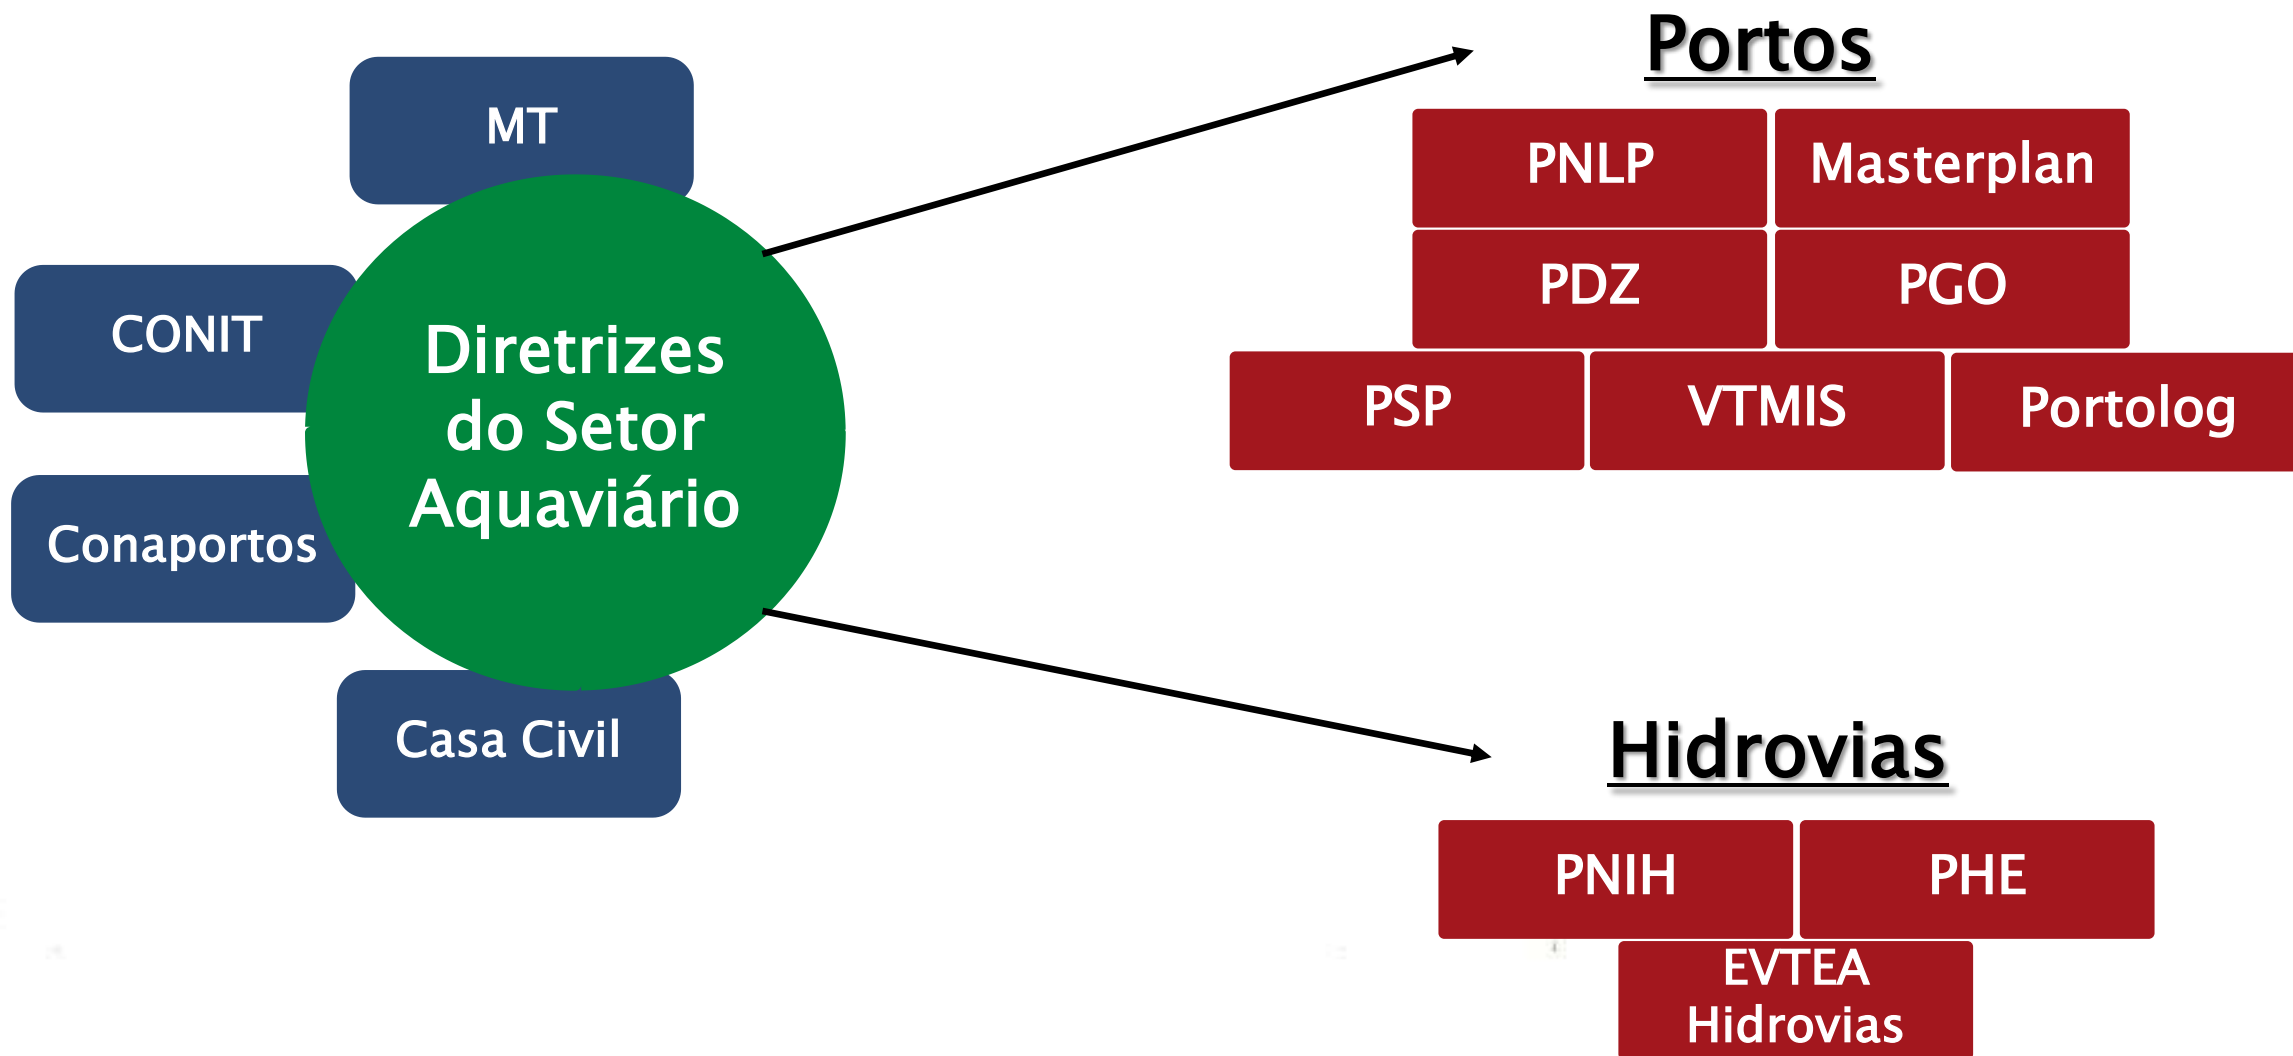 MT
CONIT
Conaportos
Casa Civil
Diretrizes
do Setor
Aquaviário
Portos
PNLP
Masterplan
PDZ
PGO
PSP
VTMIS
Portolog
Hidrovias
PNIH
PHE
EVTEA
Hidrovias